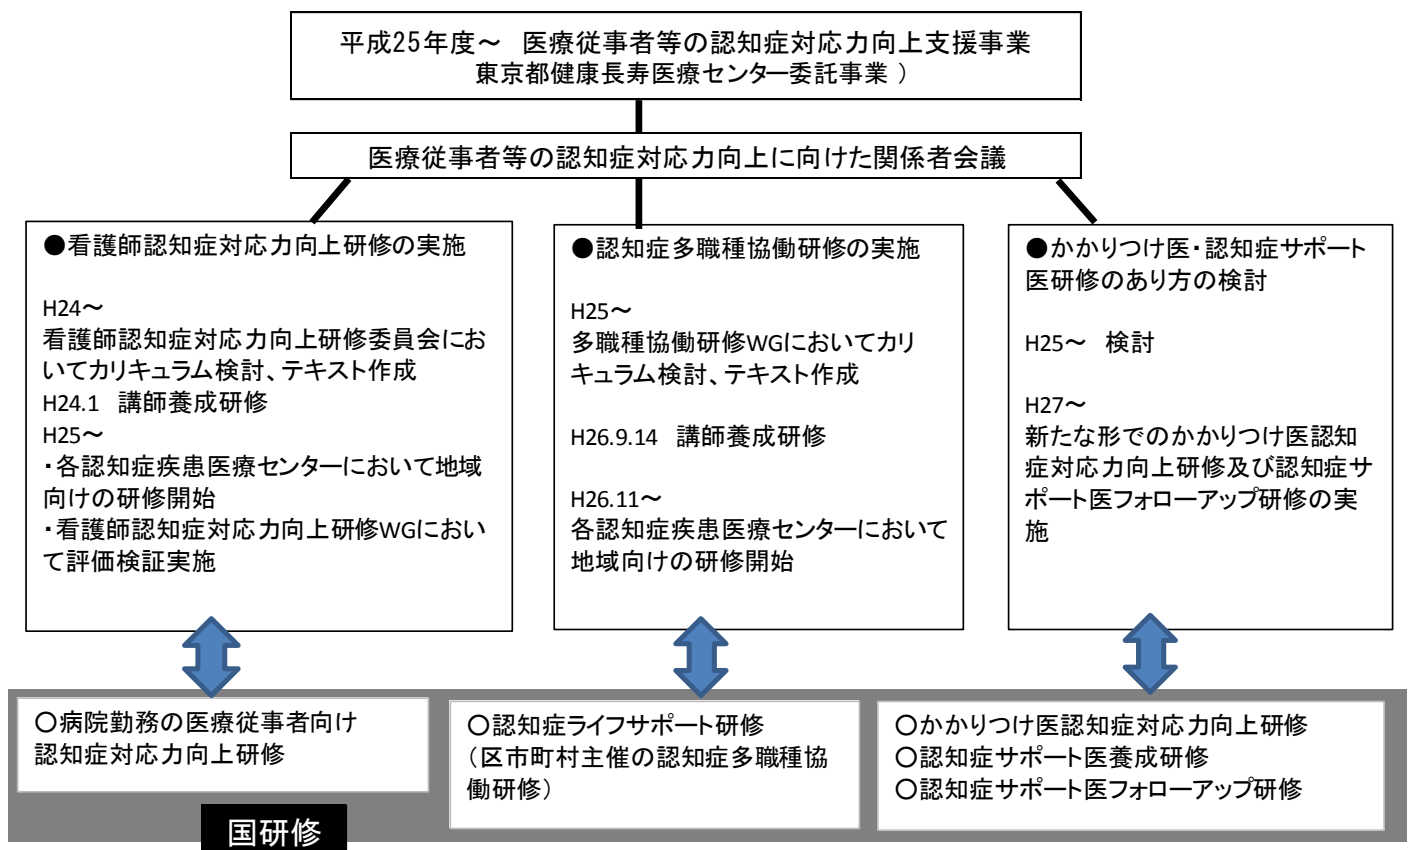 平成25年度～　医療従事者等の認知症対応力向上支援事業
東京都健康長寿医療センター委託事業 ）
医療従事者等の認知症対応力向上に向けた関係者会議
●看護師認知症対応力向上研修の実施
H24～
看護師認知症対応力向上研修委員会にお
いてカリキュラム検討、テキスト作成
H24.1　講師養成研修
H25～
・各認知症疾患医療センターにおいて地域
向けの研修開始
・看護師認知症対応力向上研修WGにおい
て評価検証実施
●認知症多職種協働研修の実施
H25～
多職種協働研修WGにおいてカリ
キュラム検討、テキスト作成
H26.9.14　講師養成研修
H26.11～
各認知症疾患医療センターにおいて
地域向けの研修開始
●かかりつけ医・認知症サポート
医研修のあり方の検討
H25～　検討
H27～
新たな形でのかかりつけ医認知
症対応力向上研修及び認知症サ
ポート医フォローアップ研修の実
施
○病院勤務の医療従事者向け
認知症対応力向上研修
○認知症ライフサポート研修
（区市町村主催の認知症多職種協
働研修）
○かかりつけ医認知症対応力向上研修
○認知症サポート医養成研修
○認知症サポート医フォローアップ研修
国研修